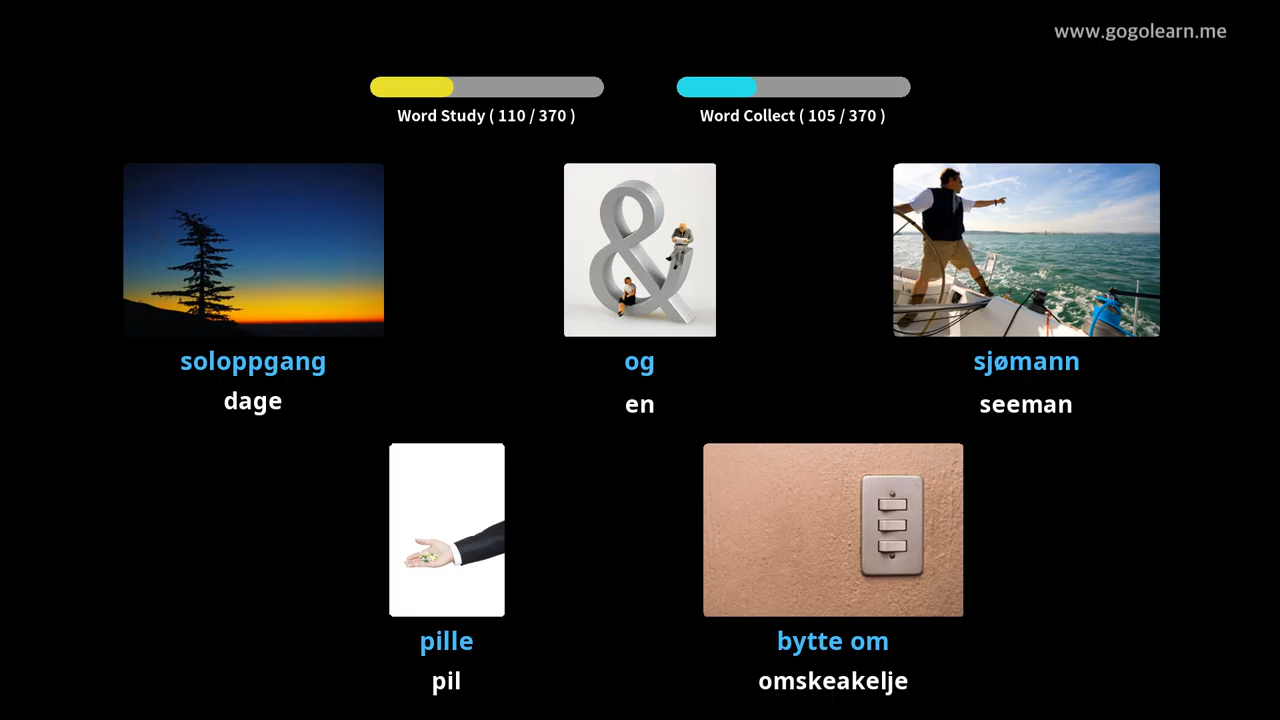 www.gogolearn.me
Word Study ( 110 / 370 )
Word Collect ( 105 / 370 )
soloppgang
dage
og
en
sjømann
seeman
pille
pil
bytte om
omskeakelje